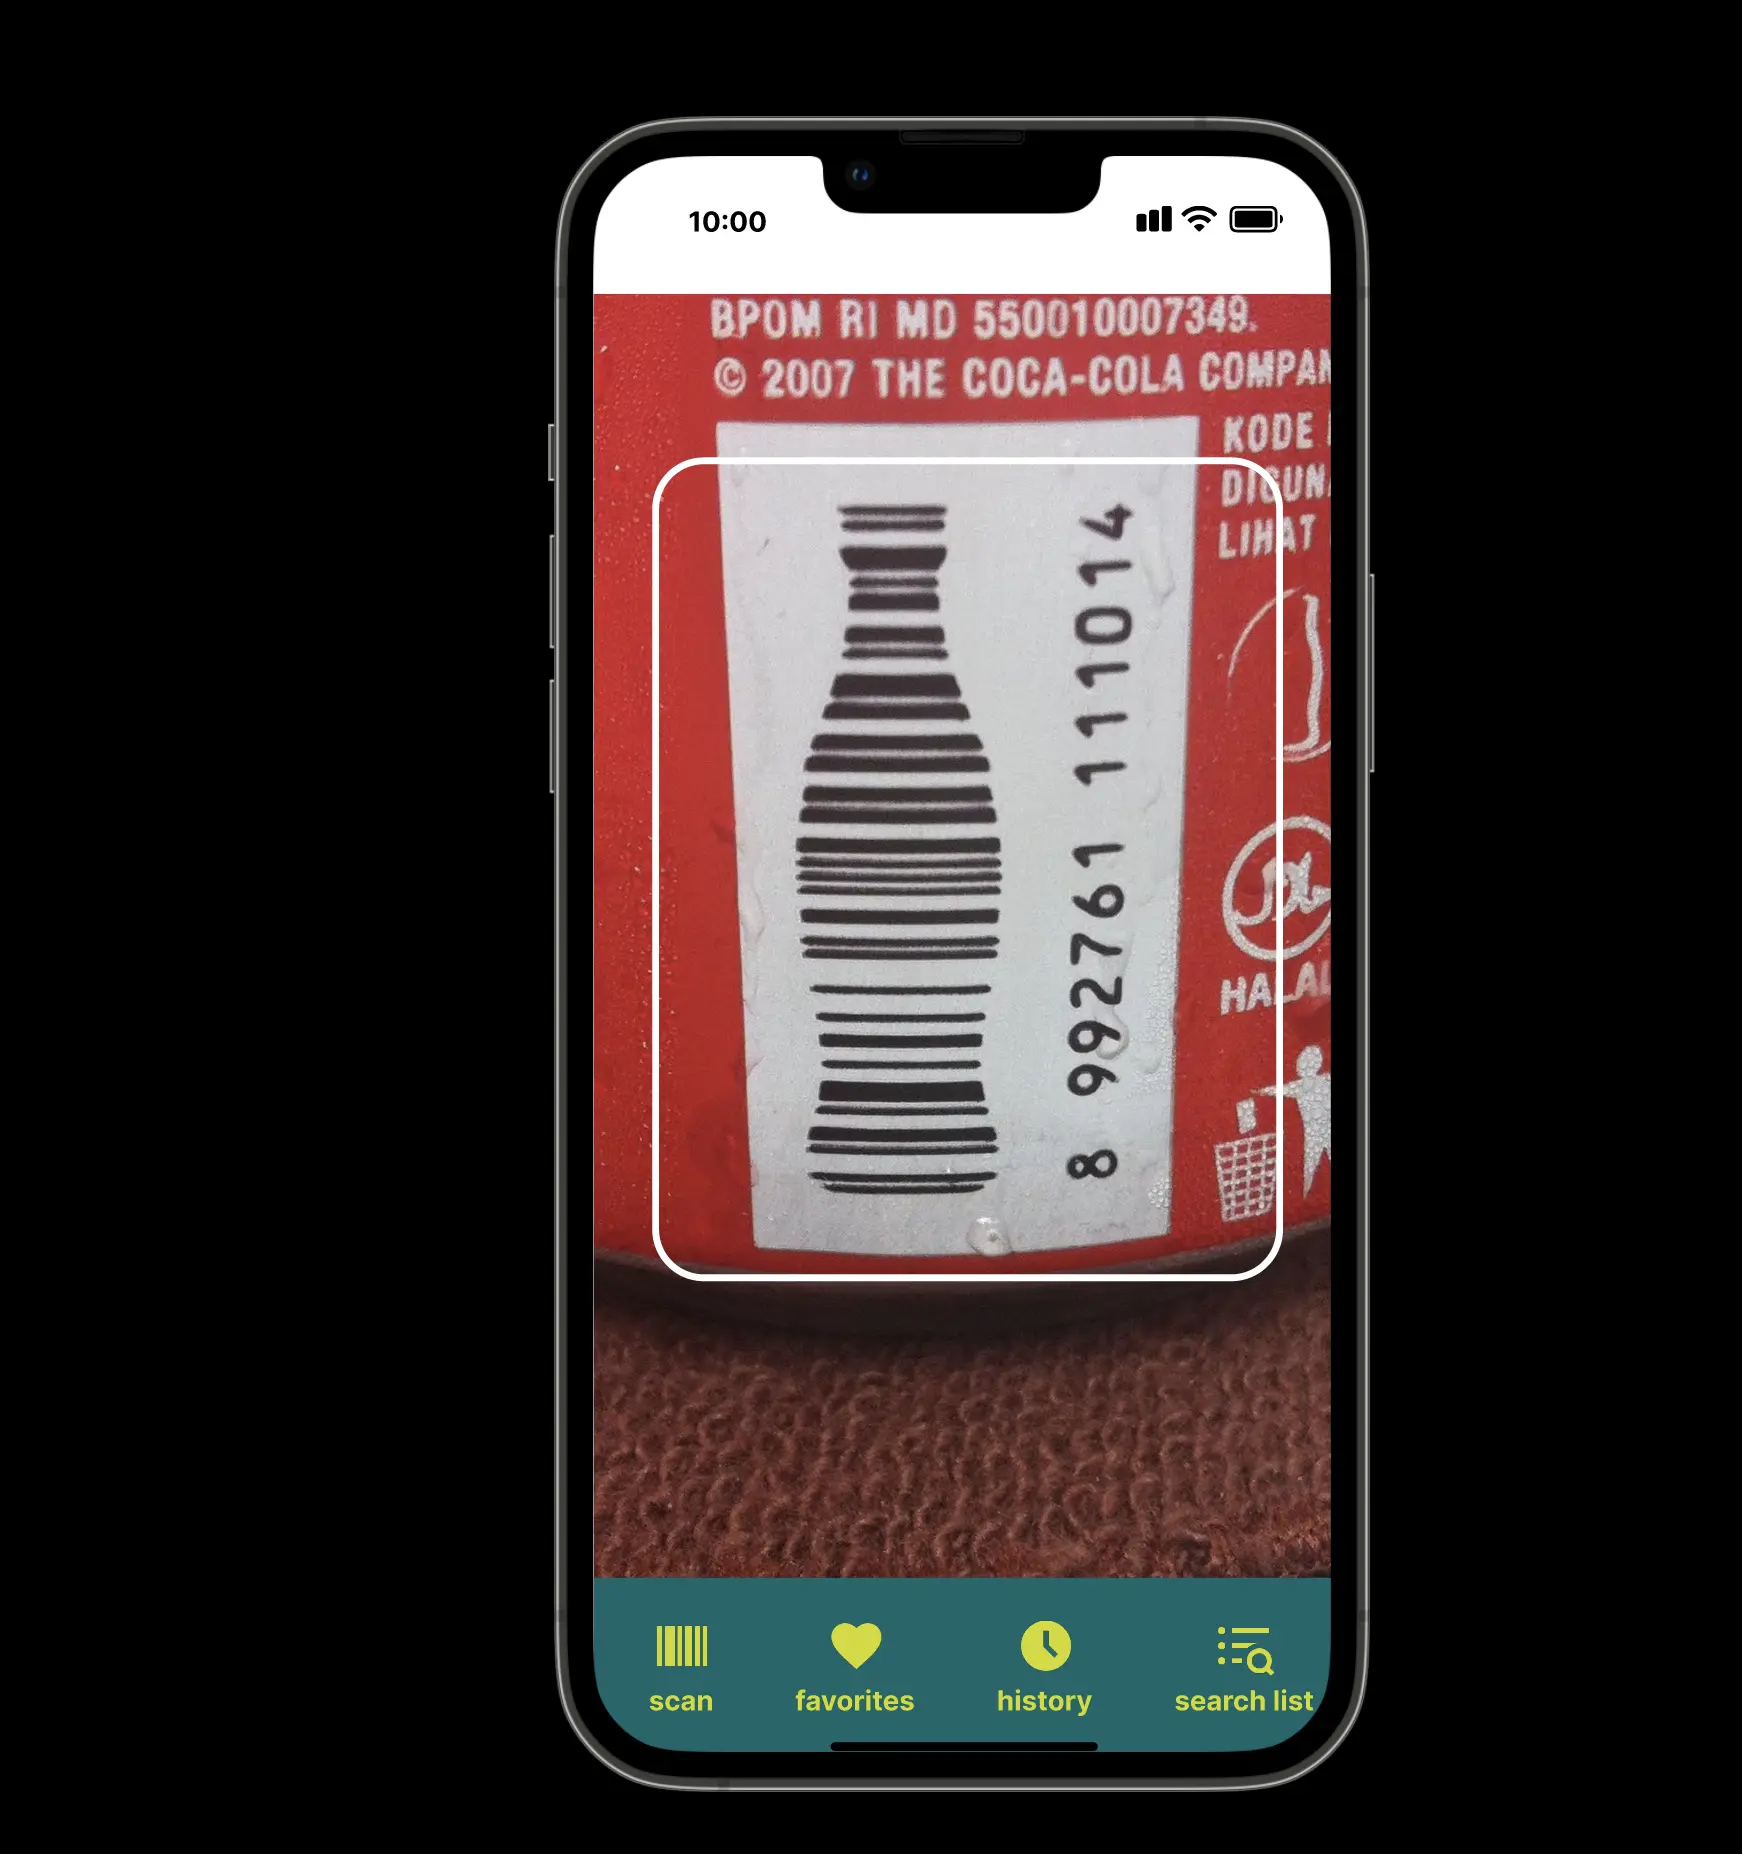 10:00
BPOM RI MD 550010007349.
© 2007 THE COCA-COLA COMPAN
KODE
DIGUNA
LIHAT
8 992761 111014
HALAL
scan
favorites
history
search list